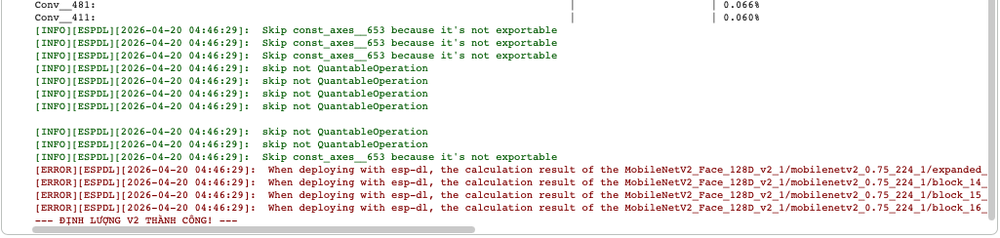 Conv__481: | | 0.066%
Conv__411: | | 0.060%
[INFO][ESPDL][2026-04-20 04:46:29]: Skip const_axes__653 because it's not exportable
[INFO][ESPDL][2026-04-20 04:46:29]: Skip const_axes__653 because it's not exportable
[INFO][ESPDL][2026-04-20 04:46:29]: Skip const_axes__653 because it's not exportable
[INFO][ESPDL][2026-04-20 04:46:29]: skip not QuantableOperation
[INFO][ESPDL][2026-04-20 04:46:29]: skip not QuantableOperation
[INFO][ESPDL][2026-04-20 04:46:29]: skip not QuantableOperation
[INFO][ESPDL][2026-04-20 04:46:29]: skip not QuantableOperation
[INFO][ESPDL][2026-04-20 04:46:29]: skip not QuantableOperation
[INFO][ESPDL][2026-04-20 04:46:29]: skip not QuantableOperation
[INFO][ESPDL][2026-04-20 04:46:29]: Skip const_axes__653 because it's not exportable
[ERROR][ESPDL][2026-04-20 04:46:29]: When deploying with esp-dl, the calculation result of the MobileNetV2_Face_128D_v2_1/mobilenetv2_0.75_224_1/expanded_
[ERROR][ESPDL][2026-04-20 04:46:29]: When deploying with esp-dl, the calculation result of the MobileNetV2_Face_128D_v2_1/mobilenetv2_0.75_224_1/block_14_
[ERROR][ESPDL][2026-04-20 04:46:29]: When deploying with esp-dl, the calculation result of the MobileNetV2_Face_128D_v2_1/mobilenetv2_0.75_224_1/block_15_
[ERROR][ESPDL][2026-04-20 04:46:29]: When deploying with esp-dl, the calculation result of the MobileNetV2_Face_128D_v2_1/mobilenetv2_0.75_224_1/block_16_
--- ĐỊNH LƯỢNG V2 THÀNH CÔNG! ---